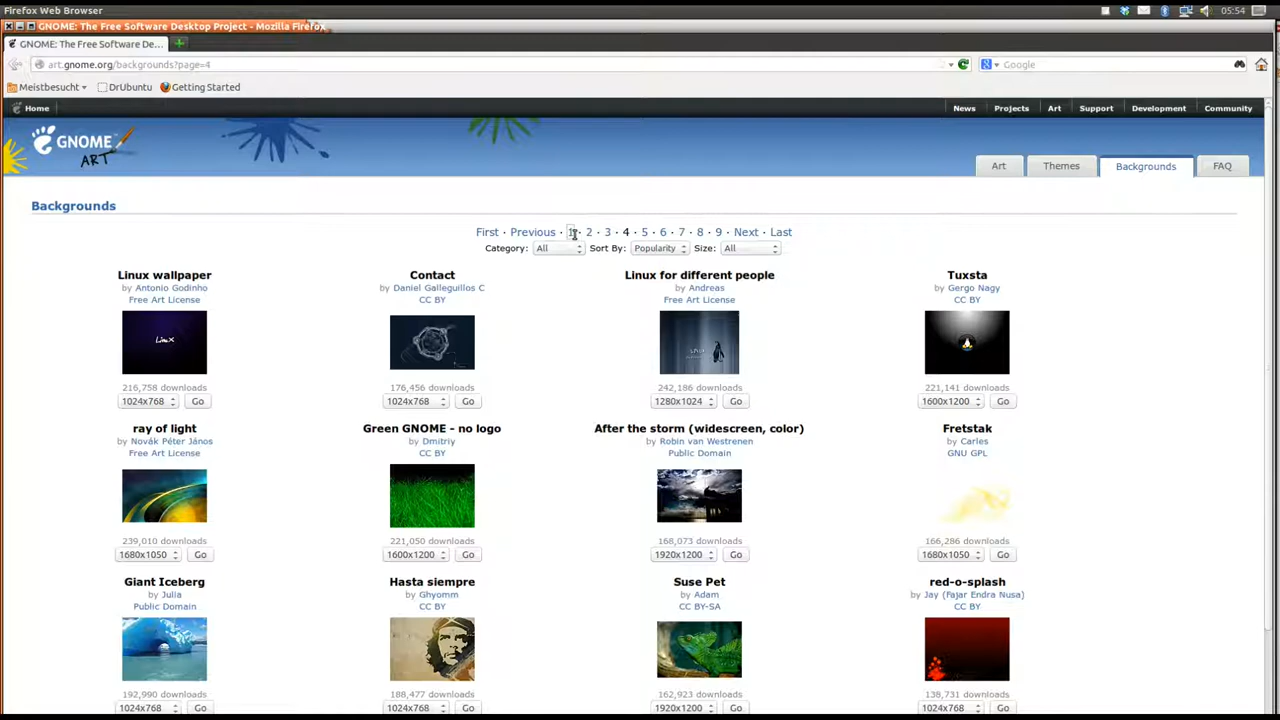 Firefox Web Browser
05:54
GNOME: The Free Software Desktop Project - Mozilla Firefox
GNOME: The Free Software De...
art.gnome.org/backgrounds?page=4
Google
Meistbesucht
DrUbuntu
Getting Started
Home
News
Projects
Art
Support
Development
Community
GNOME ART
Art
Themes
Backgrounds
FAQ
Backgrounds
First · Previous · 1 · 2 · 3 · 4 · 5 · 6 · 7 · 8 · 9 · Next · Last
Category: All Sort By: Popularity Size: All
Linux wallpaper
by Antonio Godinho
Free Art License
LinuX
216,758 downloads
1024x768 Go
Contact
by Daniel Galleguillos C
CC BY
176,456 downloads
1024x768 Go
Linux for different people
by Andreas
Free Art License
242,186 downloads
1280x1024 Go
Tuxsta
by Gergo Nagy
CC BY
221,141 downloads
1600x1200 Go
ray of light
by Novák Péter János
Free Art License
239,010 downloads
1680x1050 Go
Green GNOME - no logo
by Dmitriy
CC BY
221,050 downloads
1600x1200 Go
After the storm (widescreen, color)
by Robin van Westrenen
Public Domain
168,073 downloads
1920x1200 Go
Fretstak
by Carles
GNU GPL
166,286 downloads
1680x1050 Go
Giant Iceberg
by Julia
Public Domain
192,990 downloads
1024x768 Go
Hasta siempre
by Ghyomm
CC BY
188,477 downloads
1024x768 Go
Suse Pet
by Adam
CC BY-SA
162,923 downloads
1920x1200 Go
red-o-splash
by Jay (Fajar Endra Nusa)
CC BY
138,731 downloads
1024x768 Go